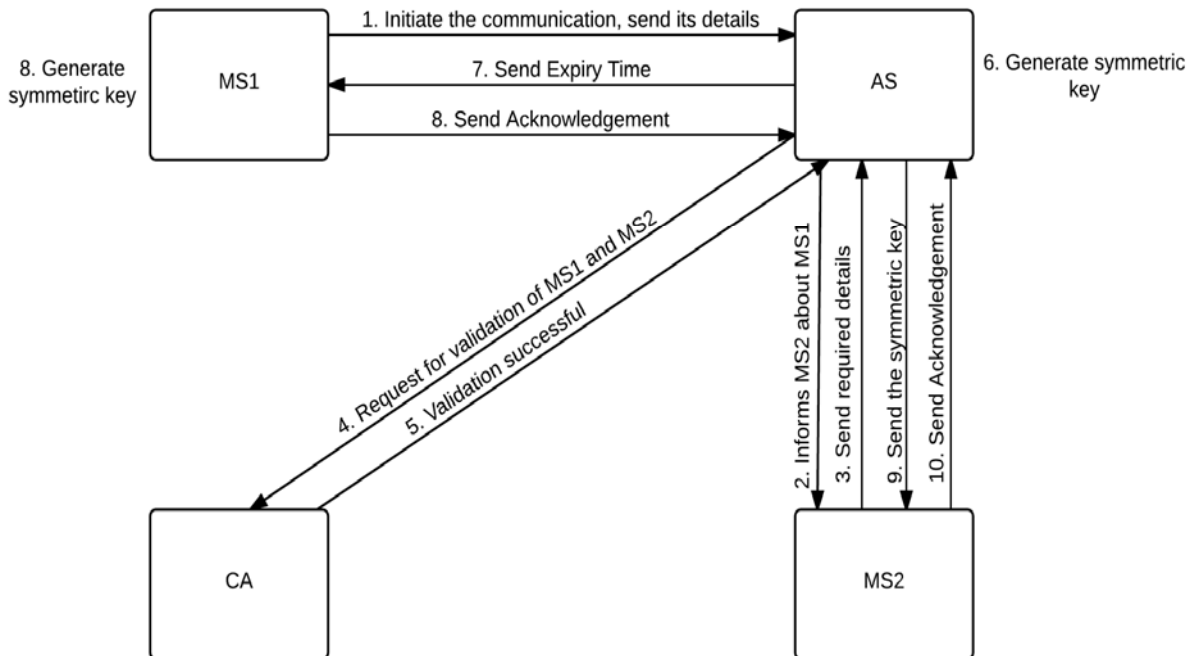 1. Initiate the communication, send its details
8. Generate
symmetirc key
MS1
7. Send Expiry Time
AS
6. Generate symmetric
key
8. Send Acknowledgement
4. Request for validation of MS1 and MS2
5. Validation successful
2. Informs MS2 about MS1
3. Send required details
9. Send the symmetric key
10. Send Acknowledgement
CA
MS2